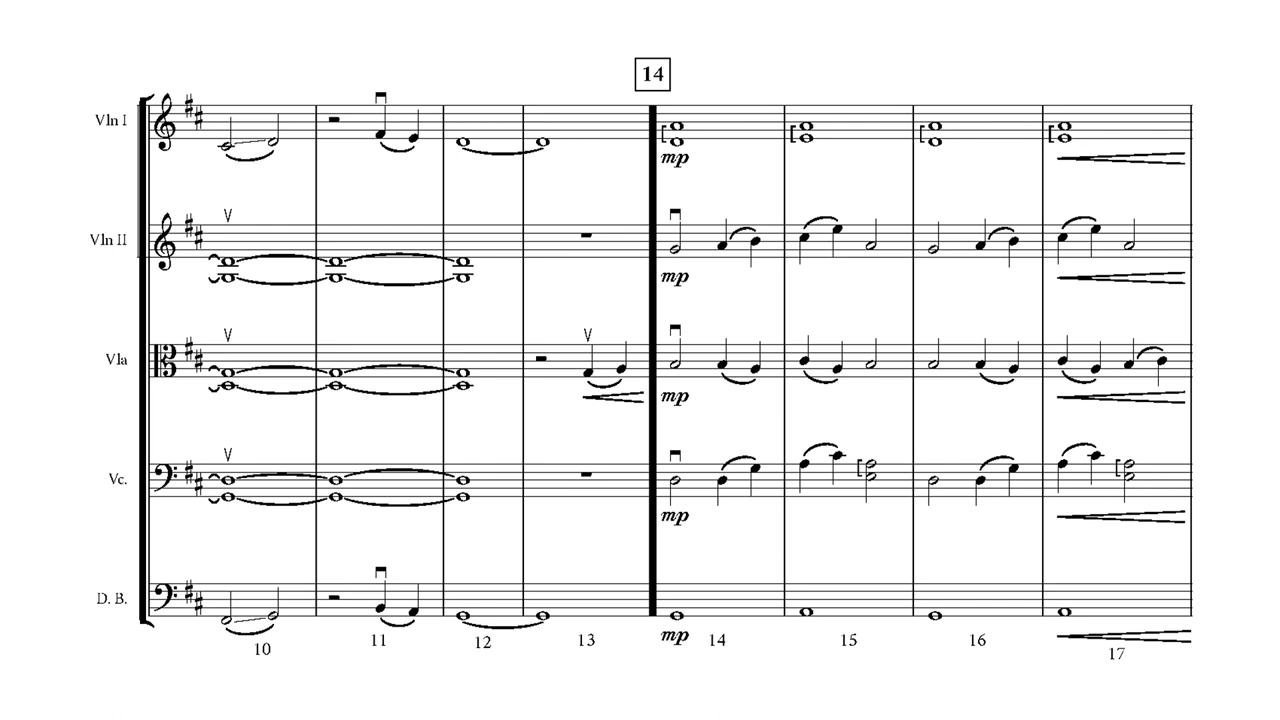 14
Vln I
mp
Vln II
mp
Vla
mp
Vc.
mp
D. B.
mp
10 11 12 13 14 15 16 17